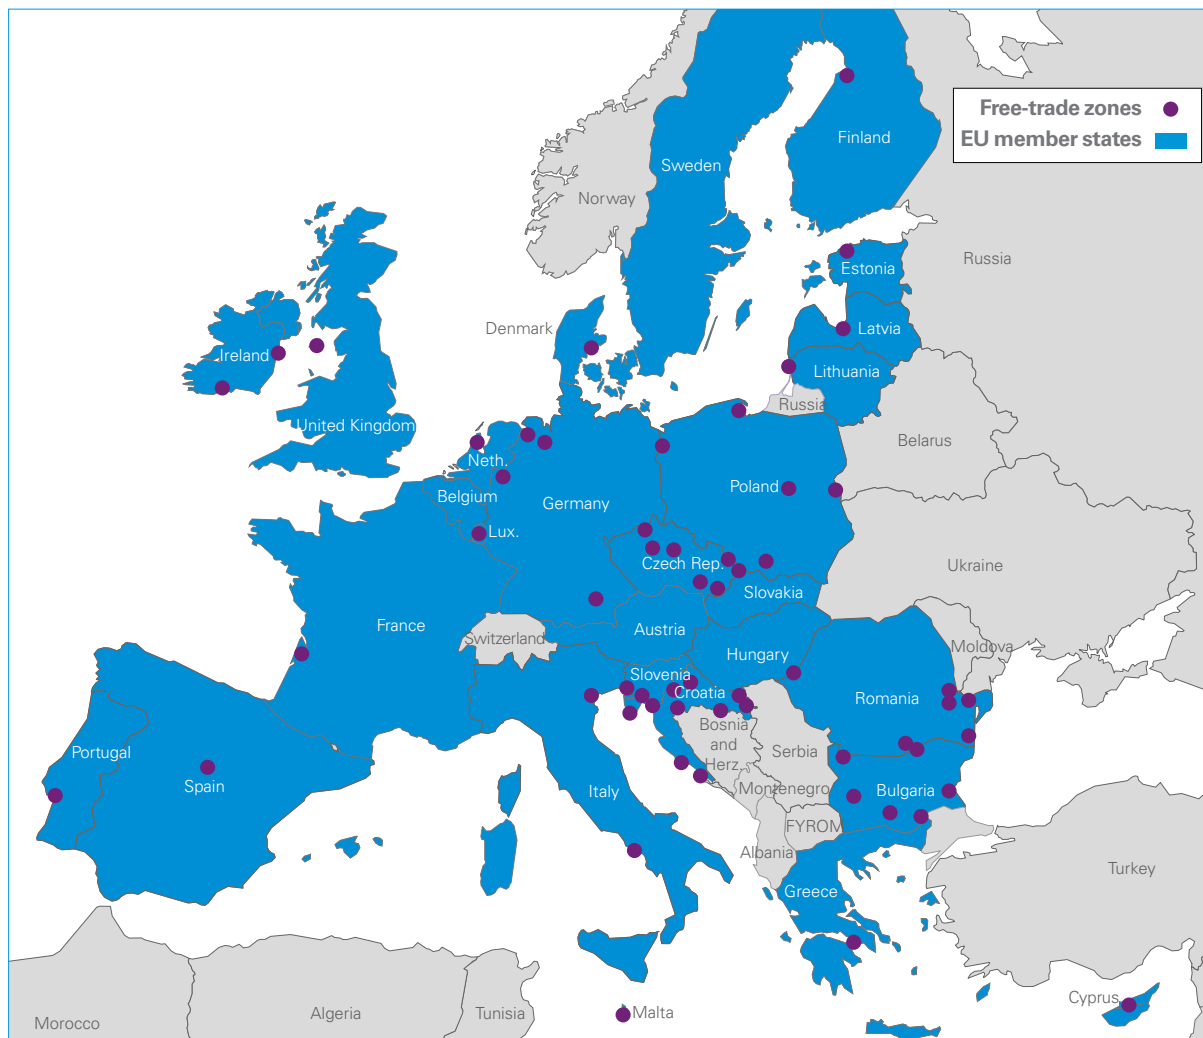 Free-trade zones
EU member states
Finland
Sweden
Norway
Russia
Estonia
Denmark
Latvia
Ireland
Lithuania
Russia
United Kingdom
Belarus
Neth.
Poland
Belgium
Germany
Lux.
Czech Rep.
Ukraine
Slovakia
France
Austria
Switzerland
Moldova
Hungary
Slovenia
Croatia
Romania
Bosnia
and
Herz.
Serbia
Portugal
Spain
Italy
Montenegro
Bulgaria
FYROM
Albania
Turkey
Greece
Cyprus
Malta
Algeria
Tunisia
Morocco